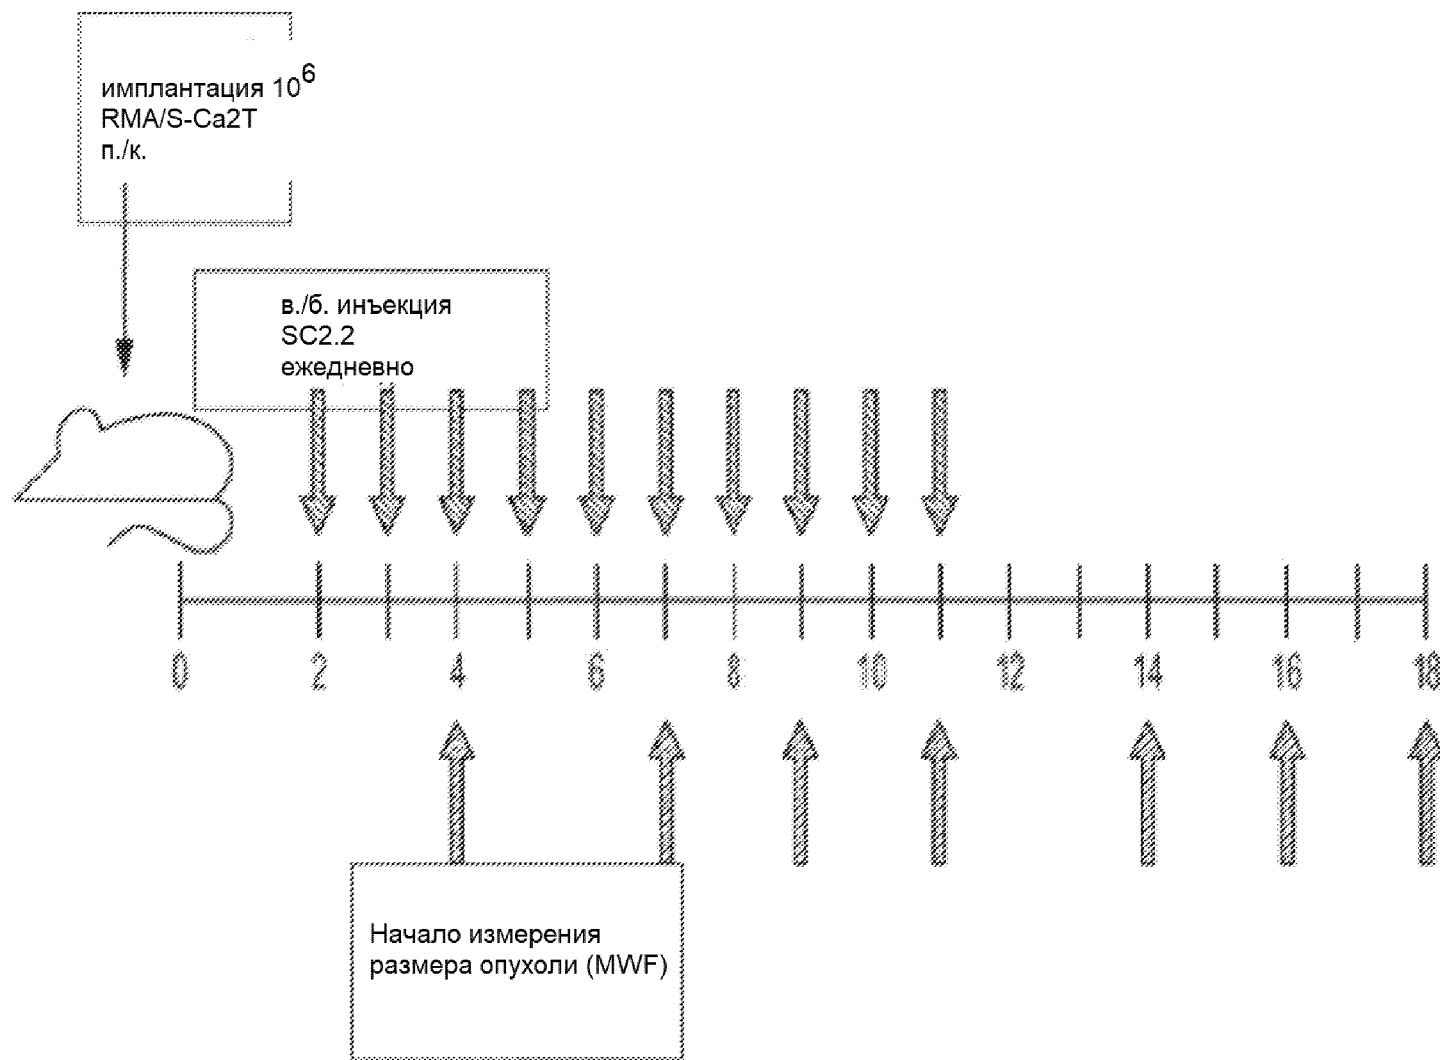 имплантация 10⁶
RMA/S-Ca2T
п./к.
в./б. инъекция
SC2.2
ежедневно
0 2 4 6 8 10 12 14 16 18
Начало измерения
размера опухоли (MWF)